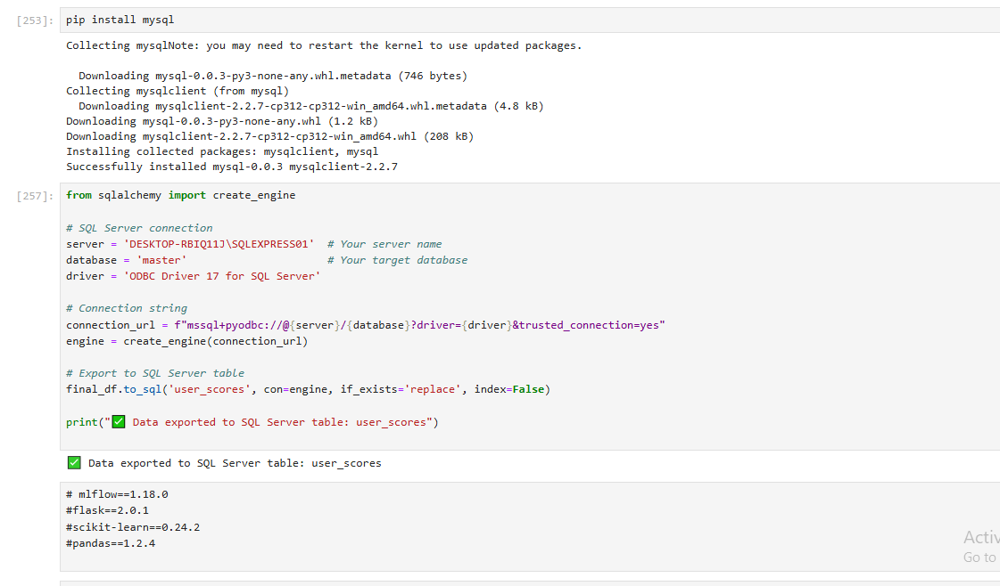 [253]: pip install mysql
Collecting mysqlNote: you may need to restart the kernel to use updated packages.
  Downloading mysql-0.0.3-py3-none-any.whl.metadata (746 bytes)
Collecting mysqlclient (from mysql)
  Downloading mysqlclient-2.2.7-cp312-cp312-win_amd64.whl.metadata (4.8 kB)
Downloading mysql-0.0.3-py3-none-any.whl (1.2 kB)
Downloading mysqlclient-2.2.7-cp312-cp312-win_amd64.whl (208 kB)
Installing collected packages: mysqlclient, mysql
Successfully installed mysql-0.0.3 mysqlclient-2.2.7
[257]: from sqlalchemy import create_engine
# SQL Server connection
server = 'DESKTOP-RBIQ11J\SQLEXPRESS01'  # Your server name
database = 'master'                      # Your target database
driver = 'ODBC Driver 17 for SQL Server'
# Connection string
connection_url = f"mssql+pyodbc://@{server}/{database}?driver={driver}&trusted_connection=yes"
engine = create_engine(connection_url)
# Export to SQL Server table
final_df.to_sql('user_scores', con=engine, if_exists='replace', index=False)
print("✅ Data exported to SQL Server table: user_scores")
✅ Data exported to SQL Server table: user_scores
# mlflow==1.18.0
#flask==2.0.1
#scikit-learn==0.24.2
#pandas==1.2.4
Activ
Go to